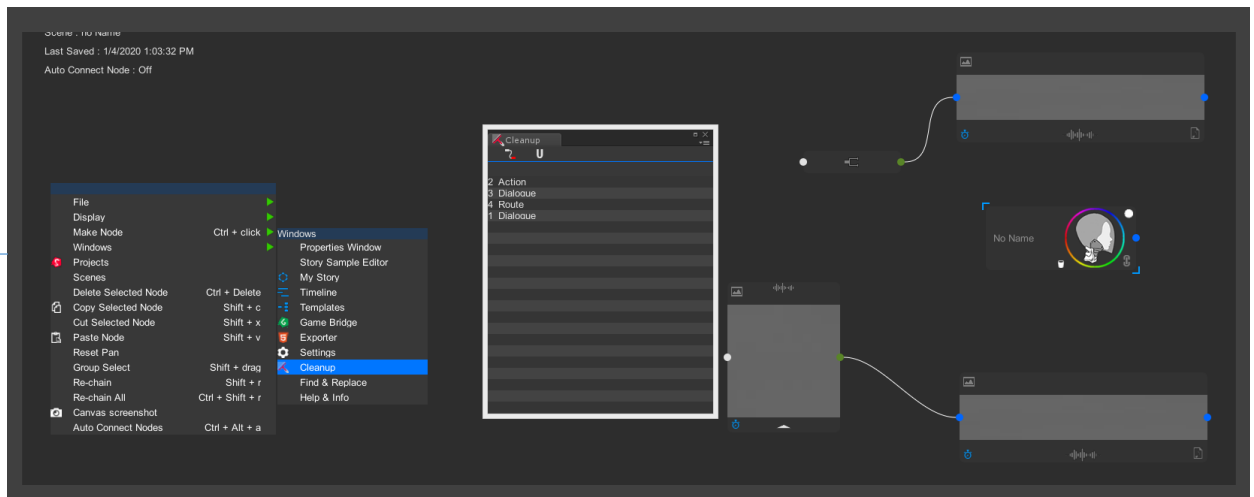 Scene : no Name
Last Saved : 1/4/2020 1:03:32 PM
Auto Connect Node : Off
File
Display
Make Node Ctrl + click
Windows
Projects
Scenes
Delete Selected Node Ctrl + Delete
Copy Selected Node Shift + c
Cut Selected Node Shift + x
Paste Node Shift + v
Reset Pan
Group Select Shift + drag
Re-chain Shift + r
Re-chain All Ctrl + Shift + r
Canvas screenshot
Auto Connect Nodes Ctrl + Alt + a
Windows
Properties Window
Story Sample Editor
My Story
Timeline
Templates
Game Bridge
Exporter
Settings
Cleanup
Find & Replace
Help & Info
Cleanup
2 Action
3 Dialogue
4 Route
1 Dialogue
No Name